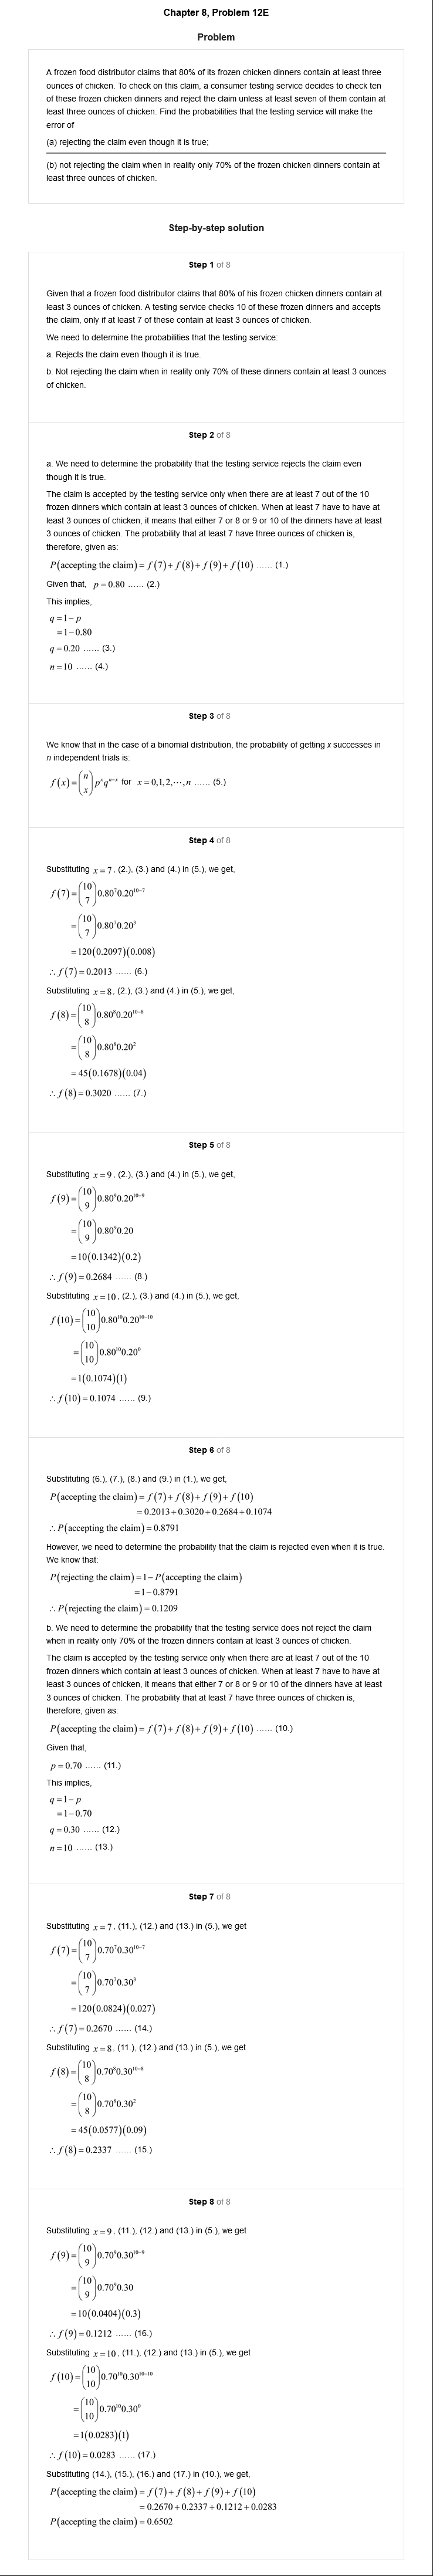 Chapter 8, Problem 12E
Problem
A frozen food distributor claims that 80% of its frozen chicken dinners contain at least three
ounces of chicken. To check on this claim, a consumer testing service decides to check ten
of these frozen chicken dinners and reject the claim unless at least seven of them contain at
least three ounces of chicken. Find the probabilities that the testing service will make the
error of
(a) rejecting the claim even though it is true;
(b) not rejecting the claim when in reality only 70% of the frozen chicken dinners contain at
least three ounces of chicken.
Step-by-step solution
Step 1 of 8
Given that a frozen food distributor claims that 80% of his frozen chicken dinners contain at
least 3 ounces of chicken. A testing service checks 10 of these frozen dinners and accepts
the claim, only if at least 7 of these contain at least 3 ounces of chicken.
We need to determine the probabilities that the testing service:
a. Rejects the claim even though it is true.
b. Not rejecting the claim when in reality only 70% of these dinners contain at least 3 ounces
of chicken.
Step 2 of 8
a. We need to determine the probability that the testing service rejects the claim even
though it is true.
The claim is accepted by the testing service only when there are at least 7 out of the 10
frozen dinners which contain at least 3 ounces of chicken. When at least 7 have to have at
least 3 ounces of chicken, it means that either 7 or 8 or 9 or 10 of the dinners have at least
3 ounces of chicken. The probability that at least 7 have three ounces of chicken is,
therefore, given as:
P(accepting the claim) = f(7)+ f(8)+ f(9)+ f(10) ...... (1.)
Given that, p = 0.80 ...... (2.)
This implies,
q = 1 − p
= 1 − 0.80
q = 0.20 ...... (3.)
n = 10 ...... (4.)
Step 3 of 8
We know that in the case of a binomial distribution, the probability of getting x successes in
n independent trials is:
f(x) = (n x) p^x q^(n−x) for x = 0,1,2,⋯,n ...... (5.)
Step 4 of 8
Substituting x = 7, (2.), (3.) and (4.) in (5.), we get,
f(7) = (10 7) 0.80^7 0.20^(10−7)
= (10 7) 0.80^7 0.20^3
= 120(0.2097)(0.008)
∴ f(7) = 0.2013 ...... (6.)
Substituting x = 8, (2.), (3.) and (4.) in (5.), we get,
f(8) = (10 8) 0.80^8 0.20^(10−8)
= (10 8) 0.80^8 0.20^2
= 45(0.1678)(0.04)
∴ f(8) = 0.3020 ...... (7.)
Step 5 of 8
Substituting x = 9, (2.), (3.) and (4.) in (5.), we get,
f(9) = (10 9) 0.80^9 0.20^(10−9)
= (10 9) 0.80^9 0.20
= 10(0.1342)(0.2)
∴ f(9) = 0.2684 ...... (8.)
Substituting x = 10, (2.), (3.) and (4.) in (5.), we get,
f(10) = (10 10) 0.80^10 0.20^(10−10)
= (10 10) 0.80^10 0.20^0
= 1(0.1074)(1)
∴ f(10) = 0.1074 ...... (9.)
Step 6 of 8
Substituting (6.), (7.), (8.) and (9.) in (1.), we get,
P(accepting the claim) = f(7)+ f(8)+ f(9)+ f(10)
= 0.2013 + 0.3020 + 0.2684 + 0.1074
∴ P(accepting the claim) = 0.8791
However, we need to determine the probability that the claim is rejected even when it is true.
We know that:
P(rejecting the claim) = 1 − P(accepting the claim)
= 1 − 0.8791
∴ P(rejecting the claim) = 0.1209
b. We need to determine the probability that the testing service does not reject the claim
when in reality only 70% of the frozen dinners contain at least 3 ounces of chicken.
The claim is accepted by the testing service only when there are at least 7 out of the 10
frozen dinners which contain at least 3 ounces of chicken. When at least 7 have to have at
least 3 ounces of chicken, it means that either 7 or 8 or 9 or 10 of the dinners have at least
3 ounces of chicken. The probability that at least 7 have three ounces of chicken is,
therefore, given as:
P(accepting the claim) = f(7)+ f(8)+ f(9)+ f(10) ...... (10.)
Given that,
p = 0.70 ...... (11.)
This implies,
q = 1 − p
= 1 − 0.70
q = 0.30 ...... (12.)
n = 10 ...... (13.)
Step 7 of 8
Substituting x = 7, (11.), (12.) and (13.) in (5.), we get
f(7) = (10 7) 0.70^7 0.30^(10−7)
= (10 7) 0.70^7 0.30^3
= 120(0.0824)(0.027)
∴ f(7) = 0.2670 ...... (14.)
Substituting x = 8, (11.), (12.) and (13.) in (5.), we get
f(8) = (10 8) 0.70^8 0.30^(10−8)
= (10 8) 0.70^8 0.30^2
= 45(0.0577)(0.09)
∴ f(8) = 0.2337 ...... (15.)
Step 8 of 8
Substituting x = 9, (11.), (12.) and (13.) in (5.), we get
f(9) = (10 9) 0.70^9 0.30^(10−9)
= (10 9) 0.70^9 0.30
= 10(0.0404)(0.3)
∴ f(9) = 0.1212 ...... (16.)
Substituting x = 10, (11.), (12.) and (13.) in (5.), we get
f(10) = (10 10) 0.70^10 0.30^(10−10)
= (10 10) 0.70^10 0.30^0
= 1(0.0283)(1)
∴ f(10) = 0.0283 ...... (17.)
Substituting (14.), (15.), (16.) and (17.) in (10.), we get,
P(accepting the claim) = f(7)+ f(8)+ f(9)+ f(10)
= 0.2670 + 0.2337 + 0.1212 + 0.0283
P(accepting the claim) = 0.6502